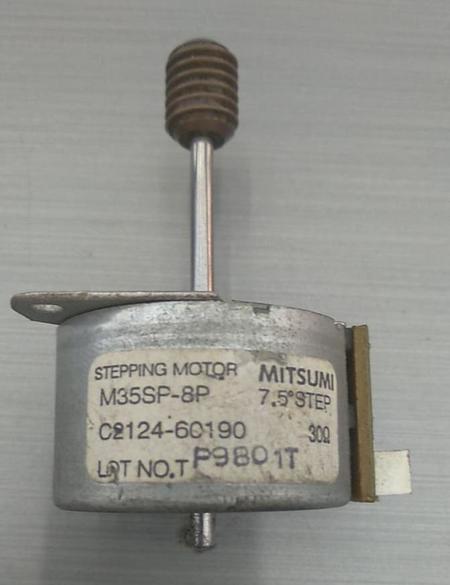 STEPPING MOTOR MITSUMI
M35SP-8P 7.5°STEP
C2124-60190 30Ω
LOT NO.T P9801T